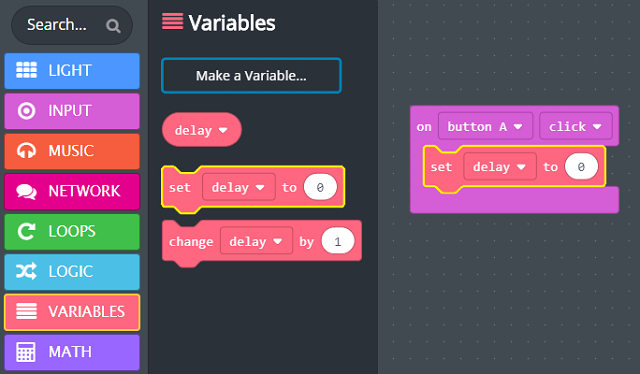 Search...
LIGHT
INPUT
MUSIC
NETWORK
LOOPS
LOGIC
VARIABLES
MATH
Variables
Make a Variable...
delay
set delay to 0
change delay by 1
on button A click
set delay to 0